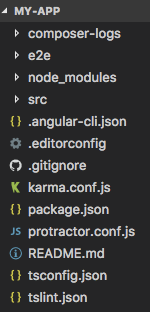 MY-APP
composer-logs
e2e
node_modules
src
.angular-cli.json
.editorconfig
.gitignore
karma.conf.js
package.json
protractor.conf.js
README.md
tsconfig.json
tslint.json